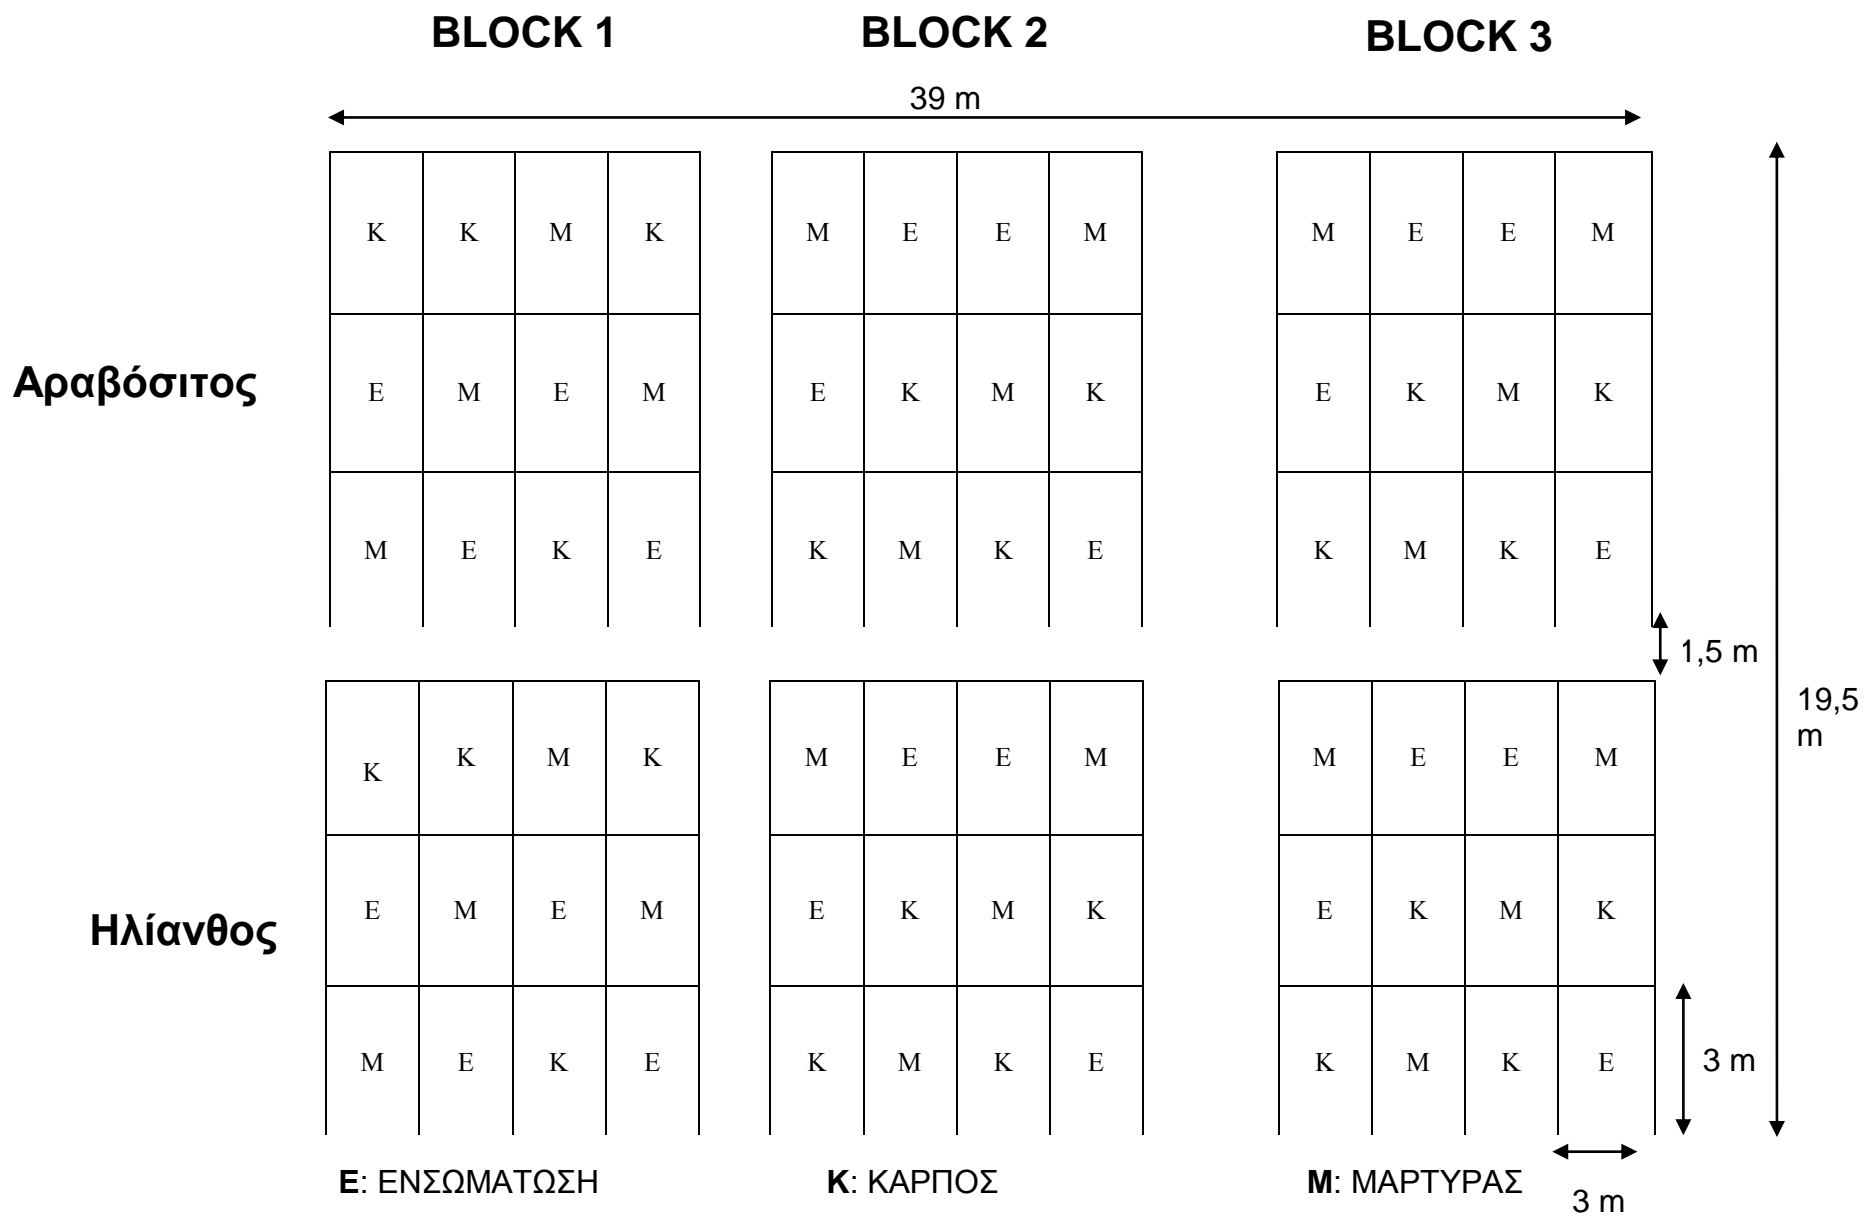 BLOCK 1 BLOCK 2 BLOCK 3
39 m
K K M K M E E M M E E M
Αραβόσιτος E M E M E K M K E K M K
M E K E K M K E K M K E
1,5 m
19,5
m
K K M K M E E M M E E M
Ηλίανθος E M E M E K M K E K M K
M E K E K M K E K M K E
3 m
E: ΕΝΣΩΜΑΤΩΣΗ K: ΚΑΡΠΟΣ M: ΜΑΡΤΥΡΑΣ
3 m